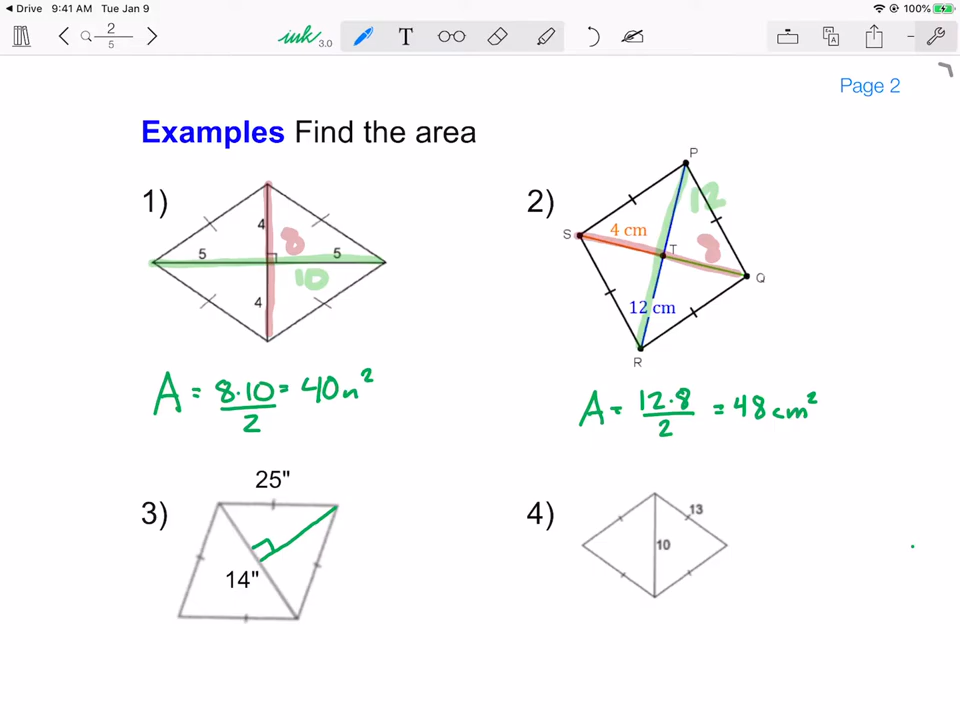 Drive 9:41 AM Tue Jan 9 100%
2
5
ink 3.0 T
Page 2
Examples Find the area
1)
4
8
5
5
10
4
A = 8·10/2 = 40 n²
2)
P
12
S
4 cm
T
8
Q
12 cm
R
A = 12·8/2 = 48 cm²
3)
25"
14"
4)
13
10